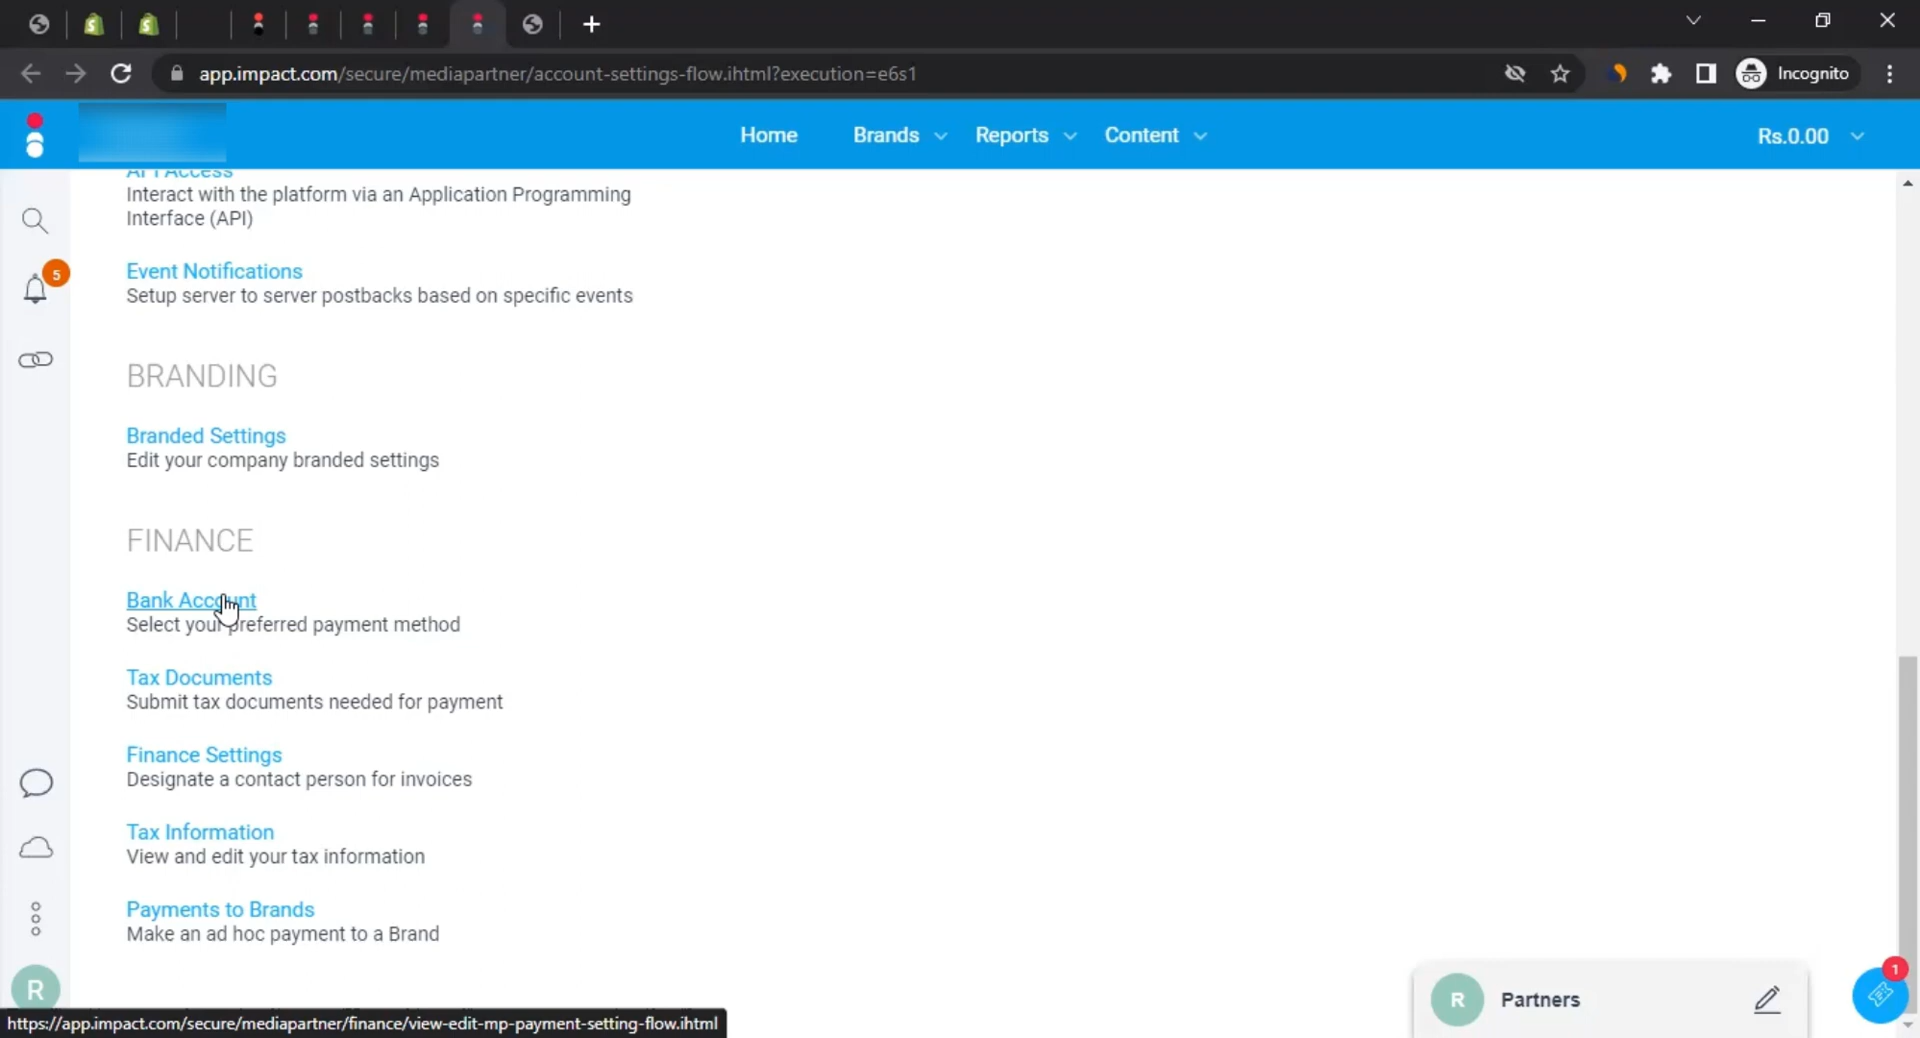 app.impact.com/secure/mediapartner/account-settings-flow.ihtml?execution=e6s1
Incognito
Home
Brands
Reports
Content
Rs.0.00
API Access
Interact with the platform via an Application Programming
Interface (API)
5
Event Notifications
Setup server to server postbacks based on specific events
BRANDING
Branded Settings
Edit your company branded settings
FINANCE
Bank Account
Select your preferred payment method
Tax Documents
Submit tax documents needed for payment
Finance Settings
Designate a contact person for invoices
Tax Information
View and edit your tax information
Payments to Brands
Make an ad hoc payment to a Brand
R
R
Partners
1
https://app.impact.com/secure/mediapartner/finance/view-edit-mp-payment-setting-flow.ihtml